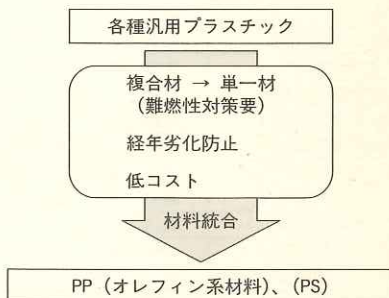 各種汎用プラスチック
複合材 → 単一材
(難燃性対策要)
経年劣化防止
低コスト
材料統合
PP (オレフィン系材料)、(PS)